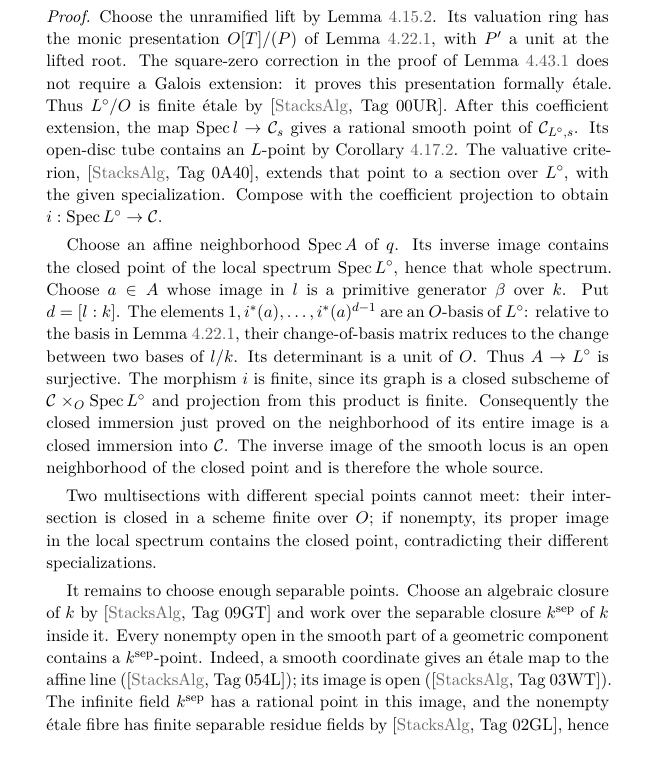 Proof. Choose the unramified lift by Lemma 4.15.2. Its valuation ring has
the monic presentation O[T]/(P) of Lemma 4.22.1, with P′ a unit at the
lifted root. The square-zero correction in the proof of Lemma 4.43.1 does
not require a Galois extension: it proves this presentation formally étale.
Thus L°/O is finite étale by [StacksAlg, Tag 00UR]. After this coefficient
extension, the map Spec l → 𝒞ₛ gives a rational smooth point of 𝒞_{L°,s}. Its
open-disc tube contains an L-point by Corollary 4.17.2. The valuative crite-
rion, [StacksAlg, Tag 0A40], extends that point to a section over L°, with
the given specialization. Compose with the coefficient projection to obtain
i : Spec L° → 𝒞.
Choose an affine neighborhood Spec A of q. Its inverse image contains
the closed point of the local spectrum Spec L°, hence that whole spectrum.
Choose a ∈ A whose image in l is a primitive generator β over k. Put
d = [l : k]. The elements 1, i*(a), . . . , i*(a)^{d−1} are an O-basis of L°: relative to
the basis in Lemma 4.22.1, their change-of-basis matrix reduces to the change
between two bases of l/k. Its determinant is a unit of O. Thus A → L° is
surjective. The morphism i is finite, since its graph is a closed subscheme of
𝒞 ×_O Spec L° and projection from this product is finite. Consequently the
closed immersion just proved on the neighborhood of its entire image is a
closed immersion into 𝒞. The inverse image of the smooth locus is an open
neighborhood of the closed point and is therefore the whole source.
Two multisections with different special points cannot meet: their inter-
section is closed in a scheme finite over O; if nonempty, its proper image
in the local spectrum contains the closed point, contradicting their different
specializations.
It remains to choose enough separable points. Choose an algebraic closure
of k by [StacksAlg, Tag 09GT] and work over the separable closure k^{sep} of k
inside it. Every nonempty open in the smooth part of a geometric component
contains a k^{sep}-point. Indeed, a smooth coordinate gives an étale map to the
affine line ([StacksAlg, Tag 054L]); its image is open ([StacksAlg, Tag 03WT]).
The infinite field k^{sep} has a rational point in this image, and the nonempty
étale fibre has finite separable residue fields by [StacksAlg, Tag 02GL], hence